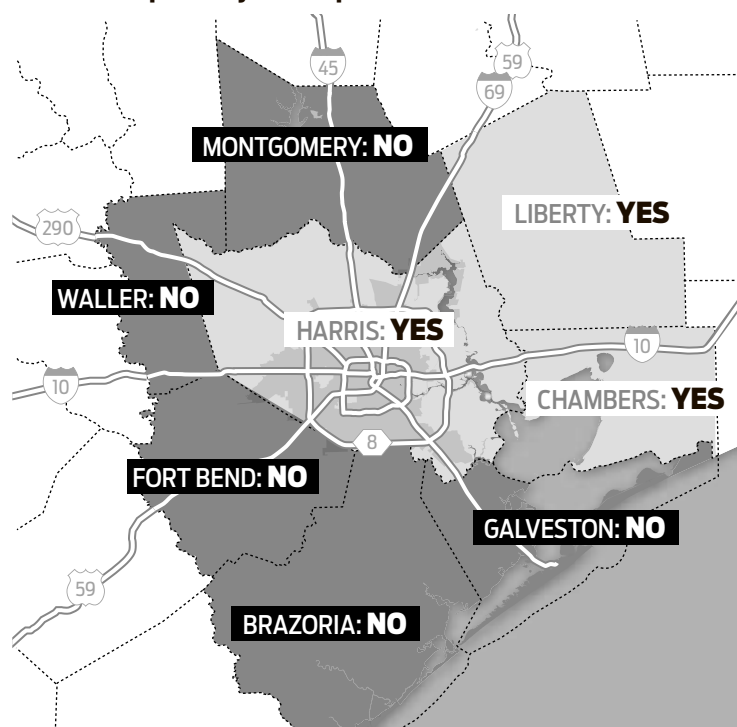 45
59
69
MONTGOMERY: NO
LIBERTY: YES
290
WALLER: NO
HARRIS: YES
10
10
CHAMBERS: YES
8
FORT BEND: NO
GALVESTON: NO
59
BRAZORIA: NO